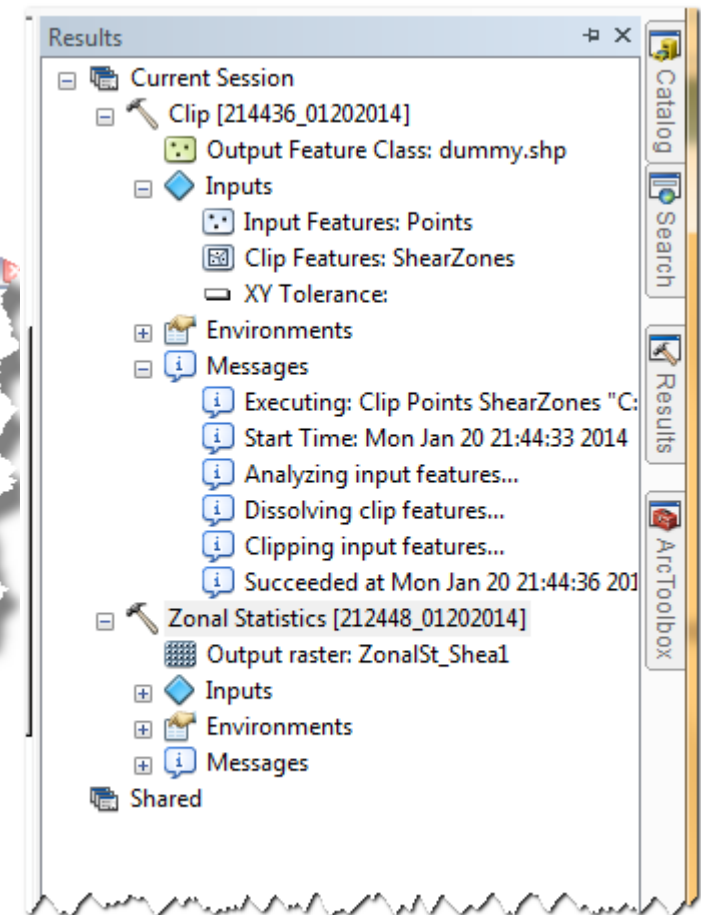 Results
Current Session
Clip [214436_01202014]
Output Feature Class: dummy.shp
Inputs
Input Features: Points
Clip Features: ShearZones
XY Tolerance:
Environments
Messages
Executing: Clip Points ShearZones "C:
Start Time: Mon Jan 20 21:44:33 2014
Analyzing input features...
Dissolving clip features...
Clipping input features...
Succeeded at Mon Jan 20 21:44:36 201
Zonal Statistics [212448_01202014]
Output raster: ZonalSt_Shea1
Inputs
Environments
Messages
Shared
Catalog
Search
Results
ArcToolbox